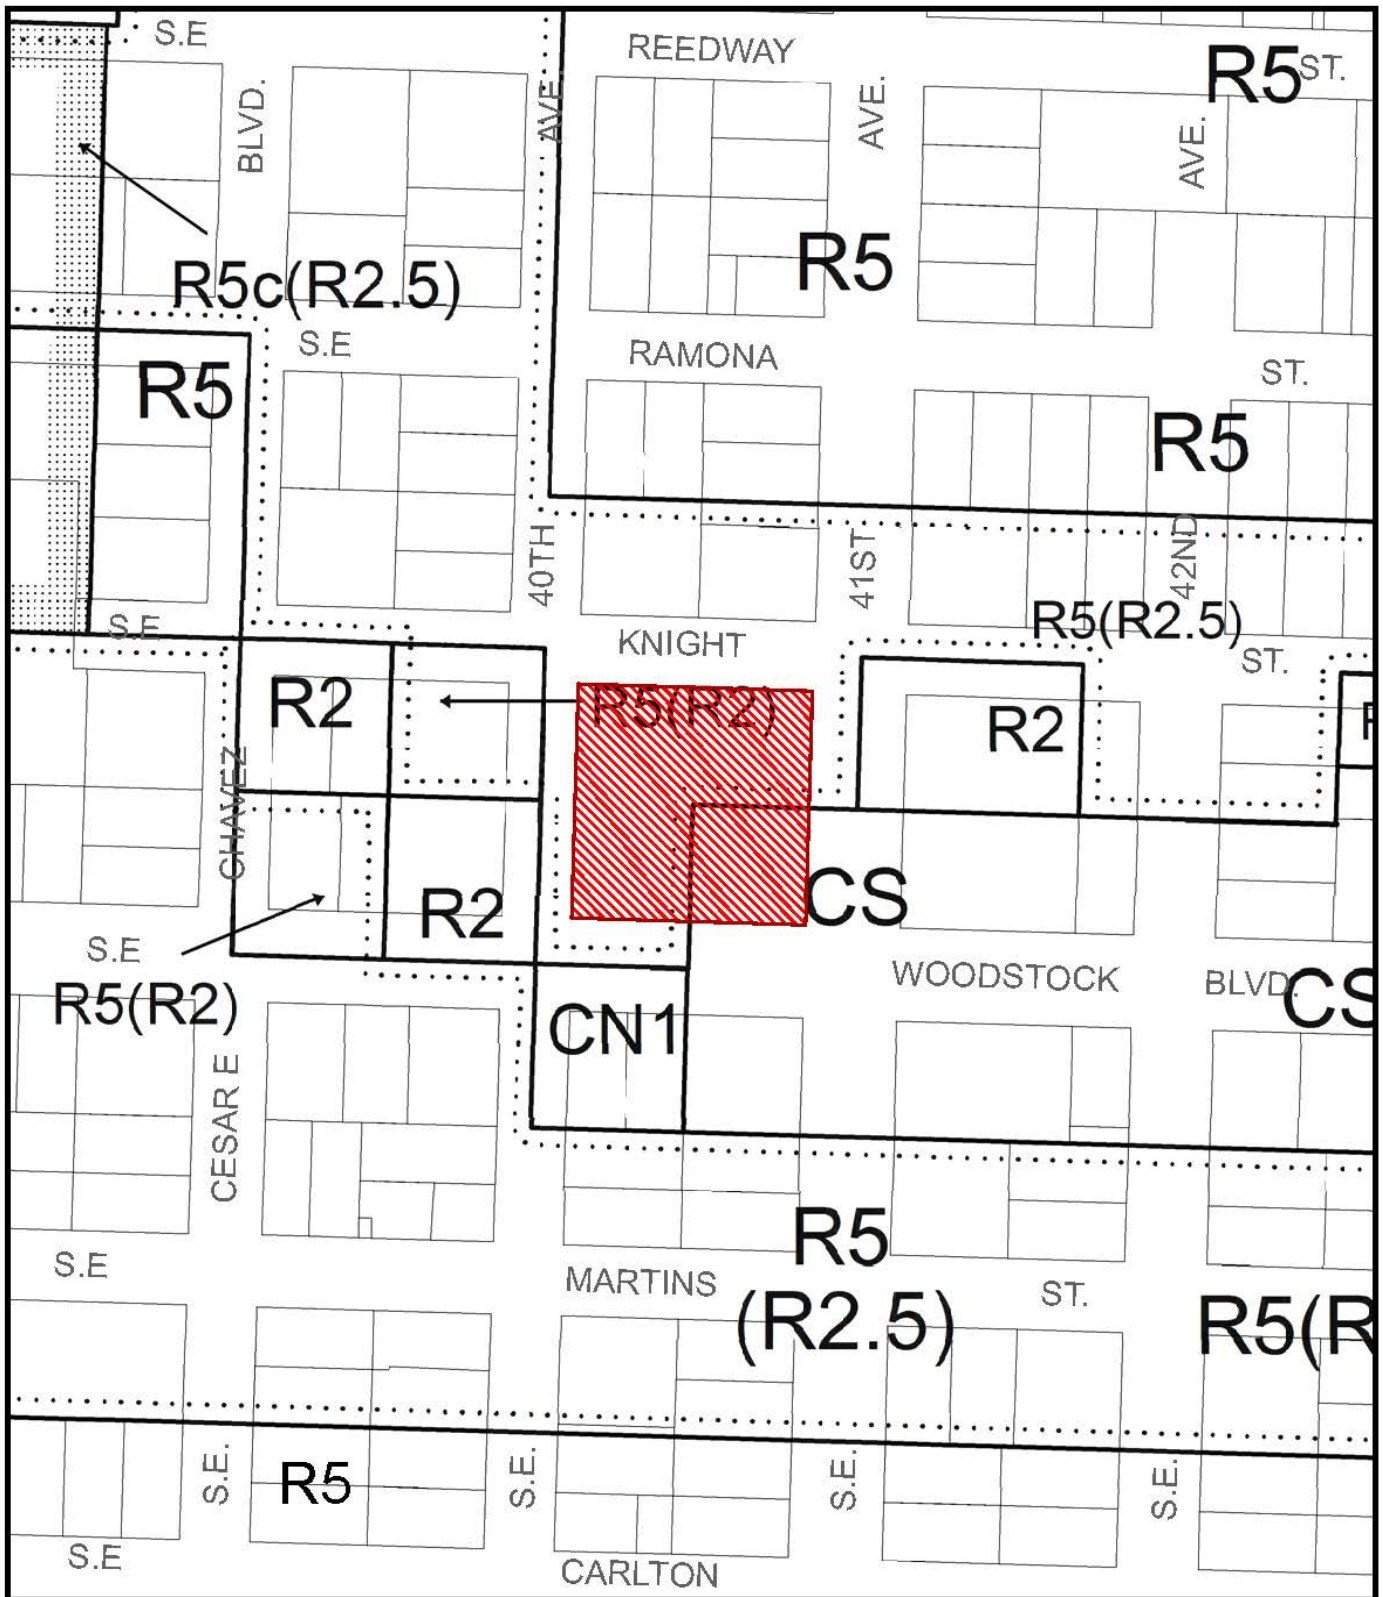 S.E
REEDWAY
ST.
R5
BLVD.
AVE.
AVE.
AVE.
R5
R5c(R2.5)
S.E
RAMONA
ST.
R5
R5
40TH
41ST
42ND
S.E
KNIGHT
R5(R2.5)
ST.
R2
R5(R2)
R2
CHAVEZ
R2
CS
S.E
WOODSTOCK
BLVD.
CS
R5(R2)
CN1
CESAR E
R5
(R2.5)
S.E
MARTINS
ST.
R5(R
S.E.
R5
S.E.
S.E.
S.E.
S.E
CARLTON